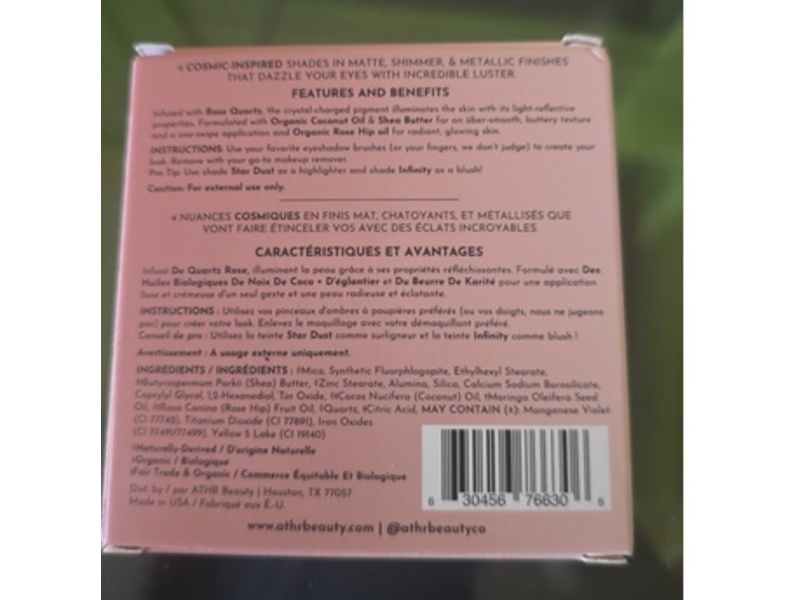 4 COSMIC-INSPIRED SHADES IN MATTE, SHIMMER, & METALLIC FINISHES
THAT DAZZLE YOUR EYES WITH INCREDIBLE LUSTER.
FEATURES AND BENEFITS
Infused with Rose Quartz, the crystal-charged pigment illuminates the skin with its light-reflective
properties. Formulated with Organic Coconut Oil & Shea Butter for an über-smooth, buttery texture
and a one-swipe application and Organic Rose Hip oil for radiant, glowing skin.
INSTRUCTIONS: Use your favorite eyeshadow brushes (or your fingers, we don't judge) to create your
look. Remove with your go-to makeup remover.
Pro Tip: Use shade Star Dust as a highlighter and shade Infinity as a blush!
Caution: For external use only.
4 NUANCES COSMIQUES EN FINIS MAT, CHATOYANTS, ET MÉTALLISÉS QUE
VONT FAIRE ÉTINCELER VOS AVEC DES ÉCLATS INCROYABLES.
CARACTÉRISTIQUES ET AVANTAGES
Infusé De Quartz Rose, illuminant la peau grâce à ses propriétés réfléchissantes. Formulé avec Des
Huiles Biologiques De Noix De Coco + D'églantier et Du Beurre De Karité pour une application
lisse et crémeuse d'un seul geste et une peau radieuse et éclatante.
INSTRUCTIONS : Utilisez vos pinceaux d'ombres à paupières préférés (ou vos doigts, nous ne jugeons
pas) pour créer votre look. Enlevez le maquillage avec votre démaquillant préféré.
Conseil de pro : Utilisez la teinte Star Dust comme surligneur et la teinte Infinity comme blush !
Avertissement : A usage externe uniquement.
INGREDIENTS / INGRÉDIENTS : ‡Mica, Synthetic Fluorphlogopite, Ethylhexyl Stearate,
Butyrospermum Parkii (Shea) Butter, ‡Zinc Stearate, Alumina, Silica, Calcium Sodium Borosilicate,
Caprylyl Glycol, 1,2-Hexanediol, Tin Oxide, Cocos Nucifera (Coconut) Oil, Moringa Oleifera Seed
Oil, Rosa Canina (Rose Hip) Fruit Oil, ‡Quartz, Citric Acid, MAY CONTAIN (±): Manganese Violet
(CI 77742), Titanium Dioxide (CI 77891), Iron Oxides
(CI 77491/77499), Yellow 5 Lake (CI 19140)
Naturally-Derived / D'origine Naturelle
Organic / Biologique
Fair Trade & Organic / Commerce Équitable Et Biologique
Dist. by / par ATHR Beauty | Houston, TX 77057
Made in USA / Fabriqué aux É.-U.
6 30456 76630 6
www.athrbeauty.com | @athrbeautyco